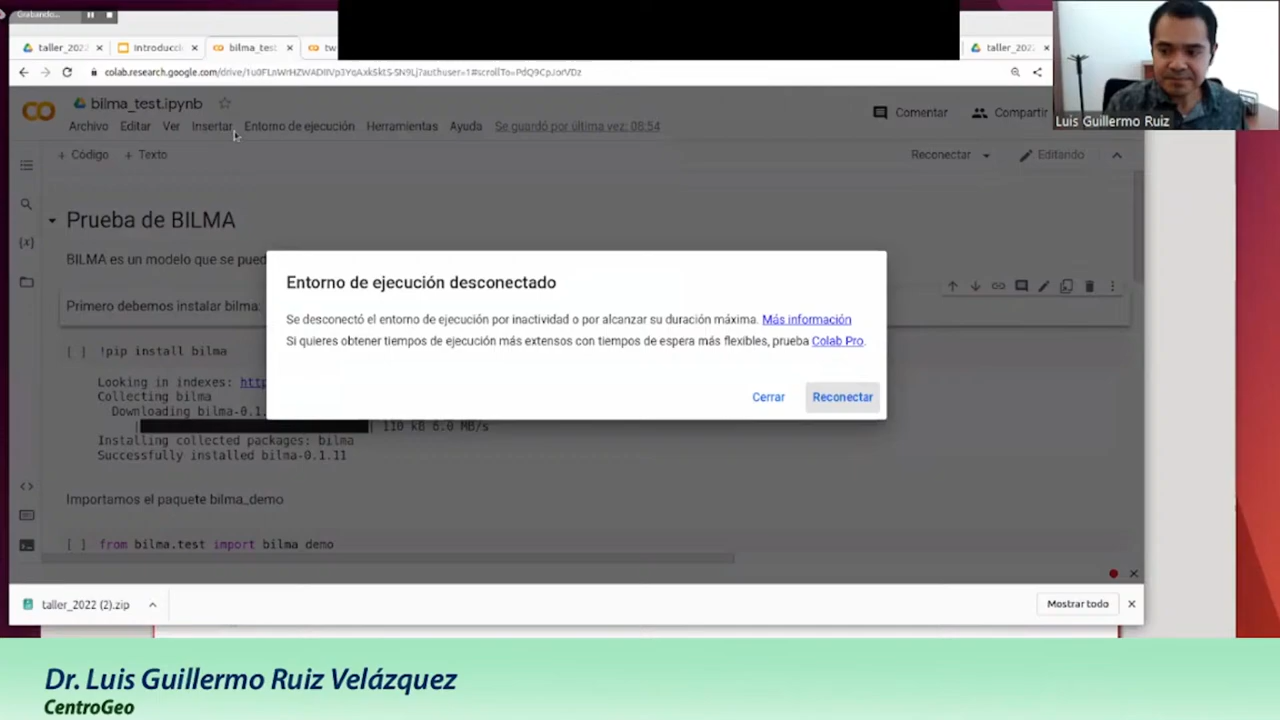 Grabando...
taller_202
Introducci
bilma_test
tw
taller_202
colab.research.google.com/drive/
bilma_test.ipynb
Comentar
Compartir
Luis Guillermo Ruiz
Archivo Editar Ver Insertar Entorno de ejecución Herramientas Ayuda Se guardó por última vez: 08:54
+ Código + Texto
Reconectar
Editando
Prueba de BILMA
BILMA es un modelo que se pued
Primero debemos instalar bilma:
Entorno de ejecución desconectado
Se desconectó el entorno de ejecución por inactividad o por alcanzar su duración máxima. Más información
Si quieres obtener tiempos de ejecución más extensos con tiempos de espera más flexibles, prueba Colab Pro.
Cerrar Reconectar
[ ] !pip install bilma
Looking in indexes: http
Collecting bilma
Downloading bilma-0.1.
| 110 kB 6.0 MB/s
Installing collected packages: bilma
Successfully installed bilma-0.1.11
Importamos el paquete bilma_demo
[ ] from bilma.test import bilma demo
taller_2022 (2).zip
Mostrar todo
Dr. Luis Guillermo Ruiz Velázquez
CentroGeo